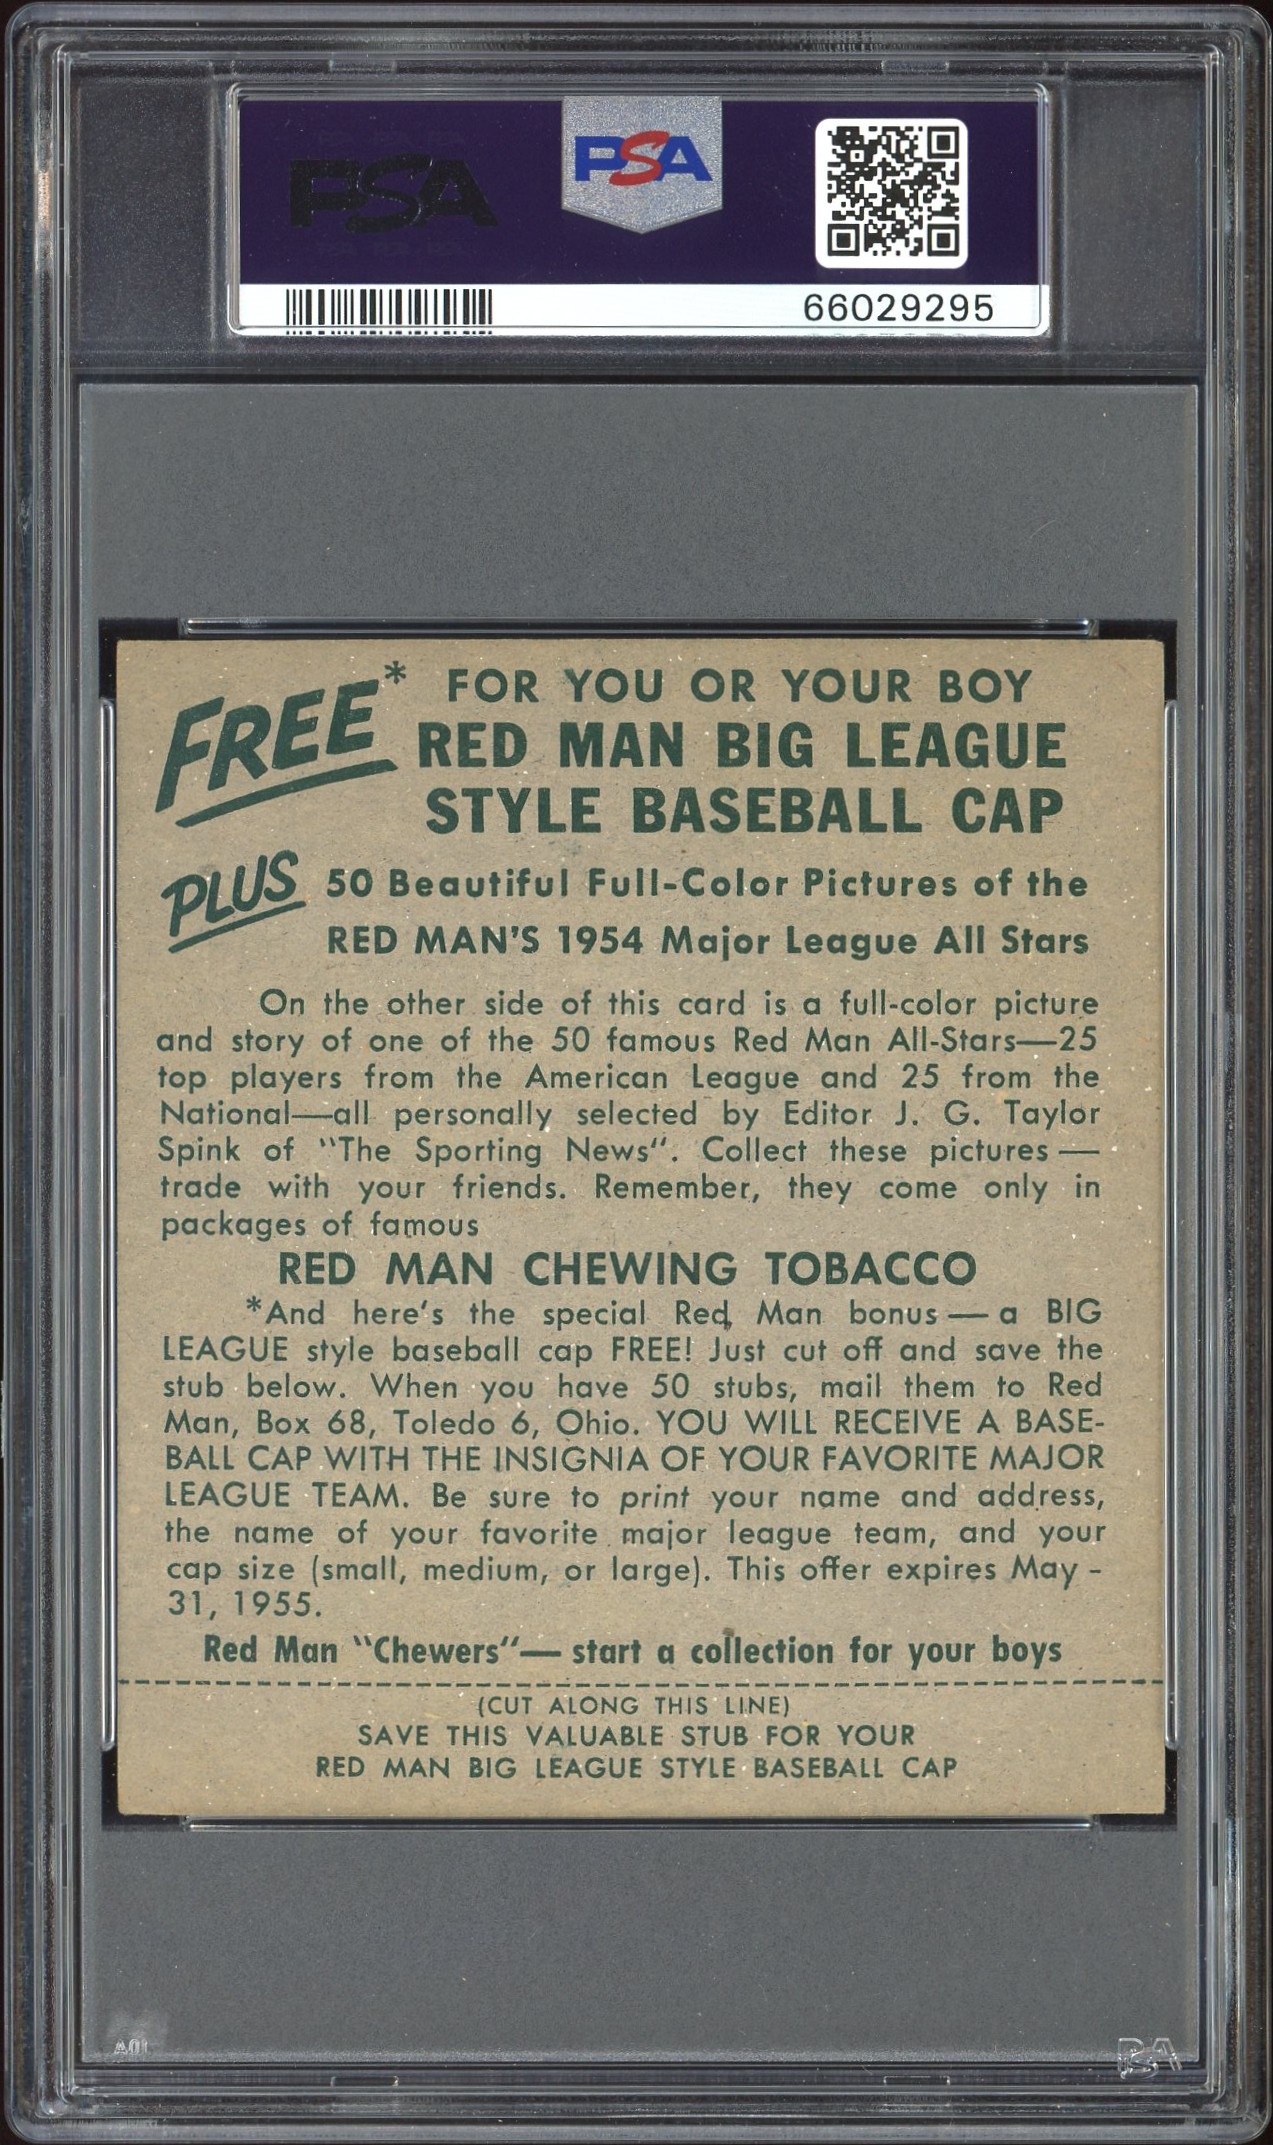 PSA
PSA
66029295
FREE* FOR YOU OR YOUR BOY
RED MAN BIG LEAGUE
STYLE BASEBALL CAP
PLUS 50 Beautiful Full-Color Pictures of the
RED MAN'S 1954 Major League All Stars
On the other side of this card is a full-color picture
and story of one of the 50 famous Red Man All-Stars—25
top players from the American League and 25 from the
National—all personally selected by Editor J. G. Taylor
Spink of "The Sporting News". Collect these pictures —
trade with your friends. Remember, they come only in
packages of famous
RED MAN CHEWING TOBACCO
*And here's the special Red Man bonus — a BIG
LEAGUE style baseball cap FREE! Just cut off and save the
stub below. When you have 50 stubs, mail them to Red
Man, Box 68, Toledo 6, Ohio. YOU WILL RECEIVE A BASE-
BALL CAP WITH THE INSIGNIA OF YOUR FAVORITE MAJOR
LEAGUE TEAM. Be sure to print your name and address,
the name of your favorite major league team, and your
cap size (small, medium, or large). This offer expires May -
31, 1955.
Red Man "Chewers"— start a collection for your boys
(CUT ALONG THIS LINE)
SAVE THIS VALUABLE STUB FOR YOUR
RED MAN BIG LEAGUE STYLE BASEBALL CAP
PSA